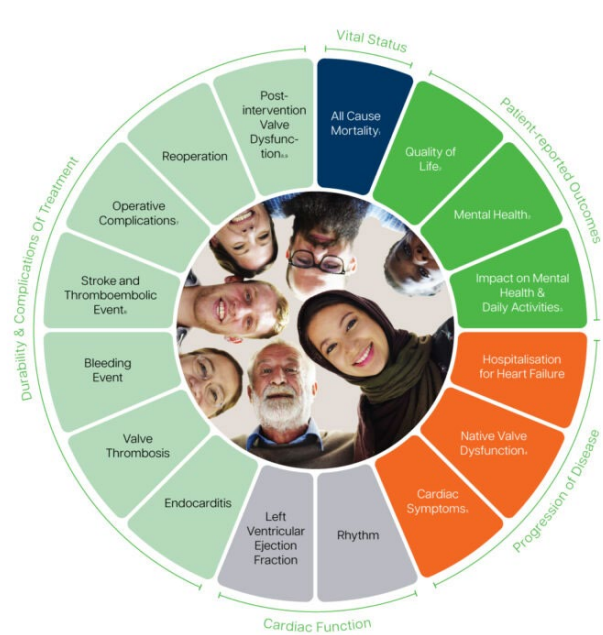 Vital Status
All Cause
Mortality
Patient-reported Outcomes
Quality of
Life
Mental Health
Impact on Mental
Health &
Daily Activities
Progression of Disease
Hospitalisation
for Heart Failure
Native Valve
Dysfunction
Cardiac
Symptoms
Cardiac Function
Rhythm
Left
Ventricular
Ejection
Fraction
Durability & Complications Of Treatment
Endocarditis
Valve
Thrombosis
Bleeding
Event
Stroke and
Thromboembolic
Event
Operative
Complications
Reoperation
Post-
intervention
Valve
Dysfunc-
tion